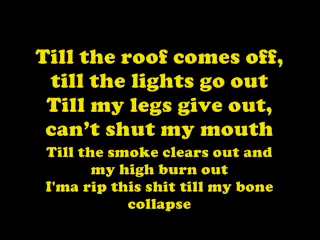 Till the roof comes off,
till the lights go out
Till my legs give out,
can’t shut my mouth
Till the smoke clears out and
my high burn out
I'ma rip this shit till my bone
collapse